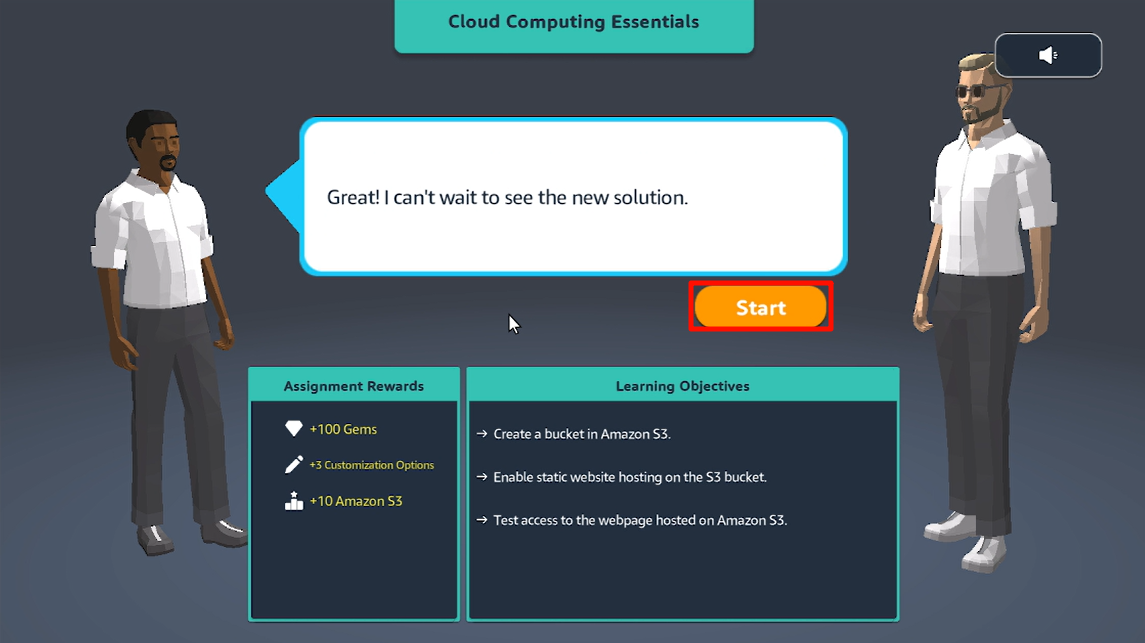 Cloud Computing Essentials
Great! I can't wait to see the new solution.
Start
Assignment Rewards
+100 Gems
+3 Customization Options
+10 Amazon S3
Learning Objectives
→ Create a bucket in Amazon S3.
→ Enable static website hosting on the S3 bucket.
→ Test access to the webpage hosted on Amazon S3.